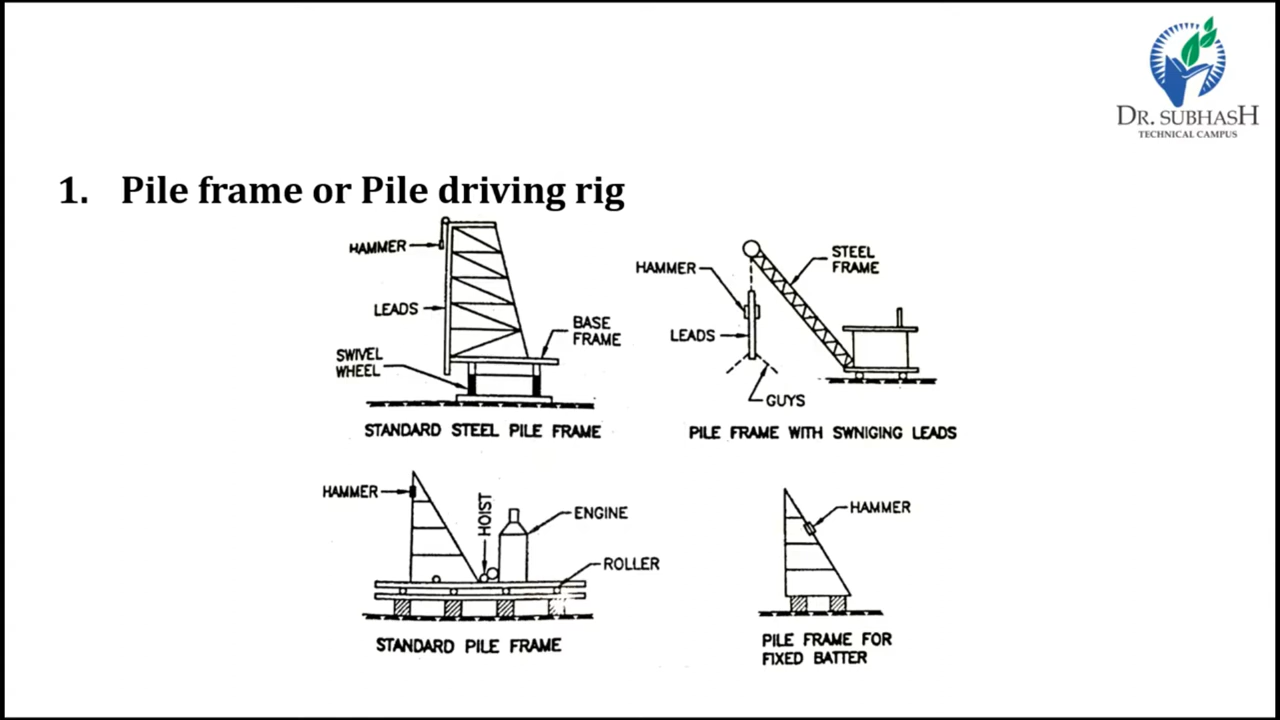 DR. SUBHASH
TECHNICAL CAMPUS
1. Pile frame or Pile driving rig
HAMMER
LEADS
SWIVEL
WHEEL
BASE
FRAME
STANDARD STEEL PILE FRAME
HAMMER
STEEL
FRAME
LEADS
GUYS
PILE FRAME WITH SWNIGING LEADS
HAMMER
HOIST
ENGINE
ROLLER
STANDARD PILE FRAME
HAMMER
PILE FRAME FOR
FIXED BATTER